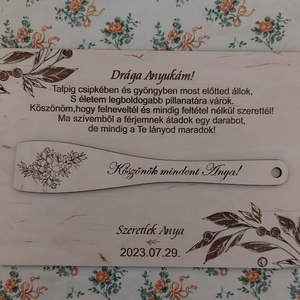 Drága Anyukám!
Talpig csipkében és gyöngyben most előtted állok,
S életem legboldogabb pillanatára várok.
Köszönöm,hogy felneveltél és mindig feltétel nélkül szerettél!
Ma szívemből a férjemnek átadok egy darabot,
de mindig a Te lányod maradok!
Köszönök mindent Anya!
Szeretlek Anya
2023.07.29.